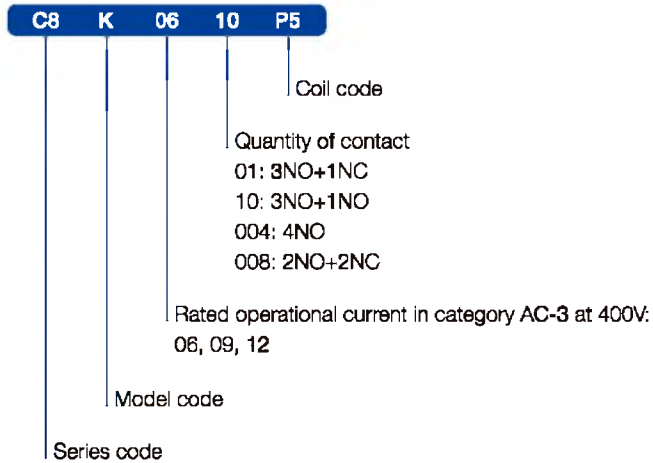 C8 K 06 10 P5
Coil code
Quantity of contact
01: 3NO+1NC
10: 3NO+1NO
004: 4NO
008: 2NO+2NC
Rated operational current in category AC-3 at 400V:
06, 09, 12
Model code
Series code